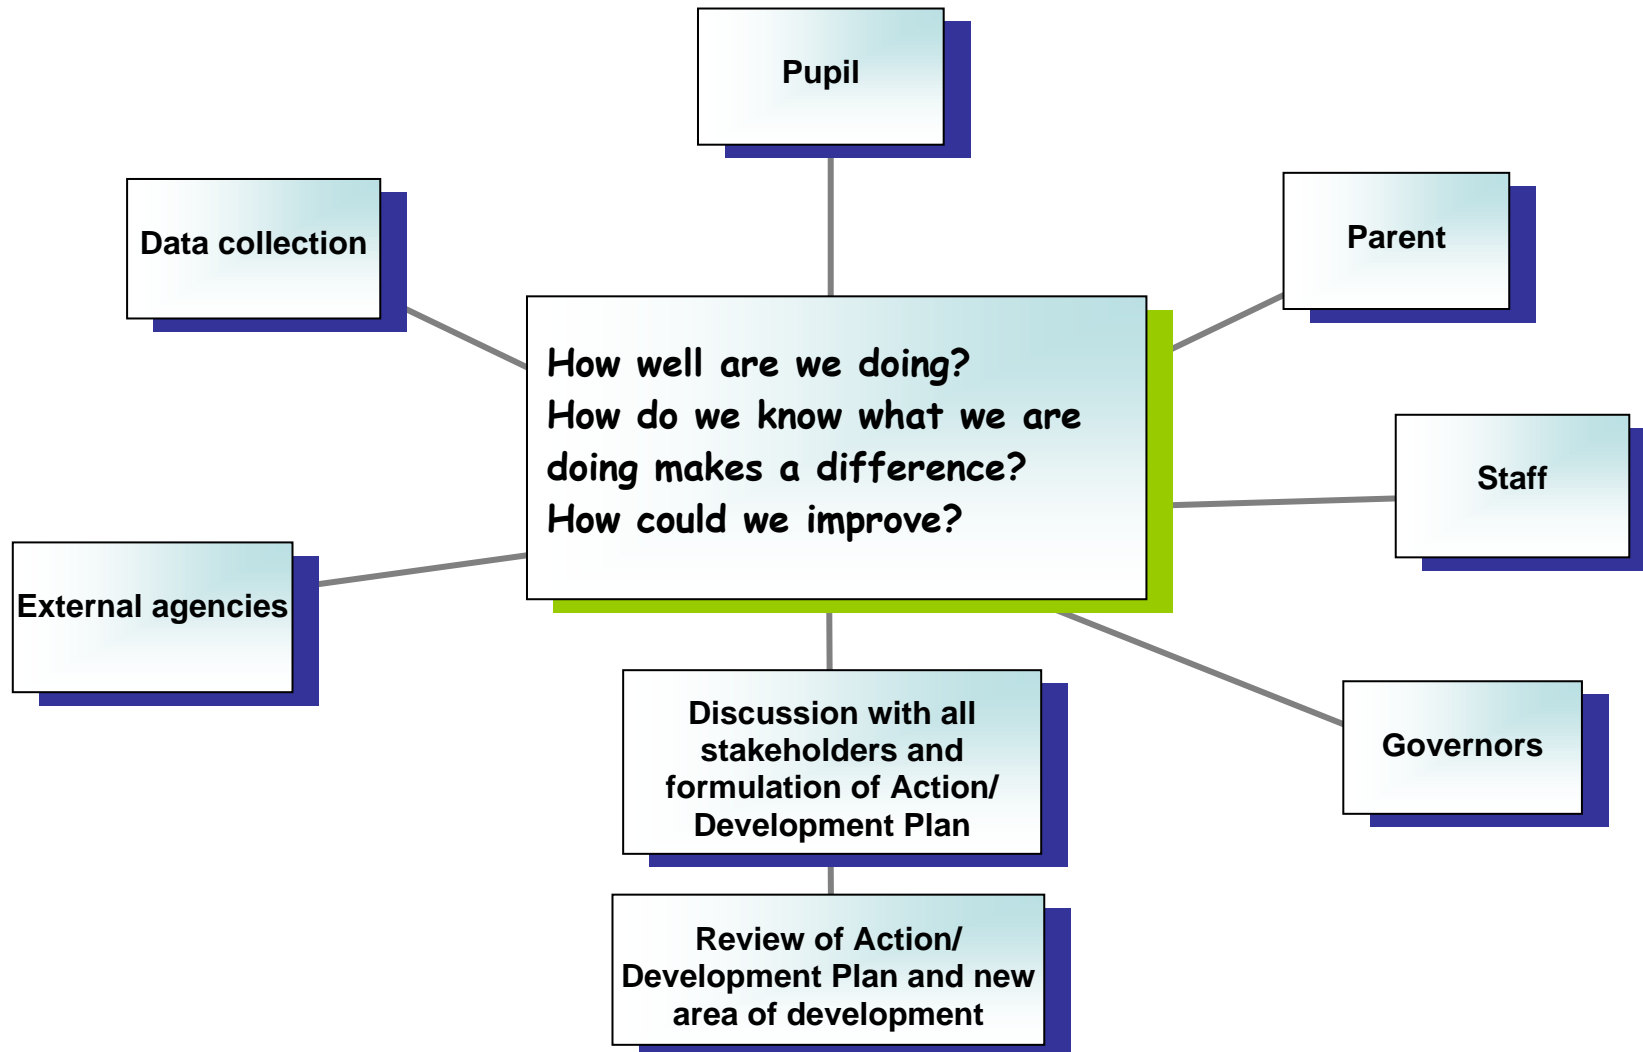 Pupil
Data collection
Parent
How well are we doing?
How do we know what we are
doing makes a difference?
How could we improve?
Staff
External agencies
Governors
Discussion with all
stakeholders and
formulation of Action/
Development Plan
Review of Action/
Development Plan and new
area of development